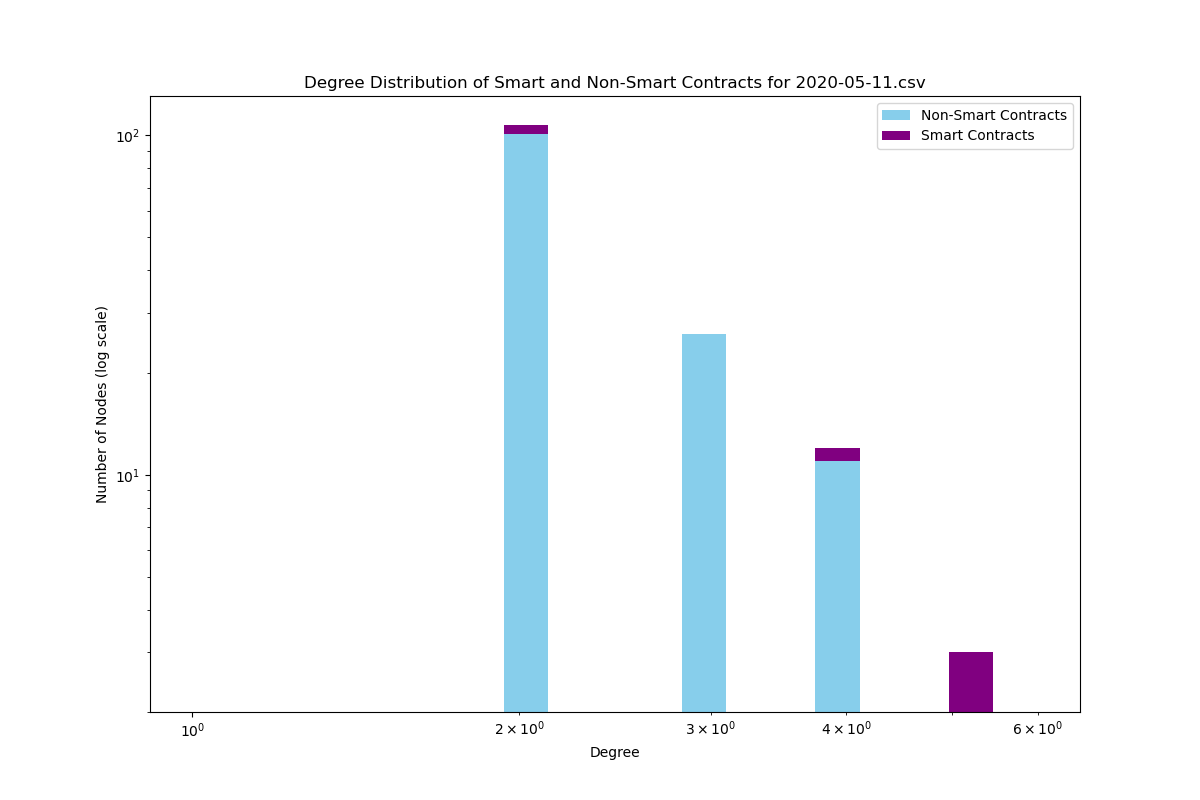 Degree Distribution of Smart and Non-Smart Contracts for 2020-05-11.csv
Non-Smart Contracts
Smart Contracts
Number of Nodes (log scale)
10²
10¹
10⁰
2 × 10⁰
3 × 10⁰
4 × 10⁰
6 × 10⁰
Degree